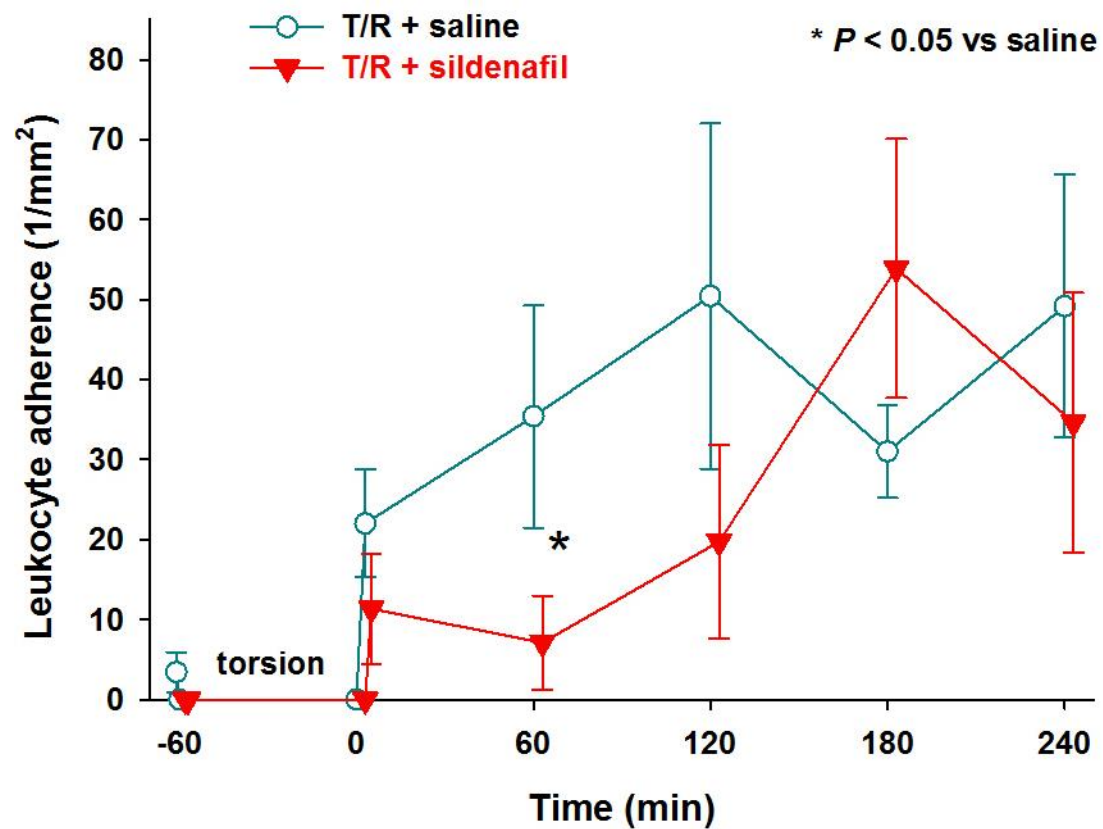 T/R + saline
T/R + sildenafil
* P < 0.05 vs saline
Leukocyte adherence (1/mm²)
80
70
60
50
40
30
20
10
0
*
torsion
-60 0 60 120 180 240
Time (min)